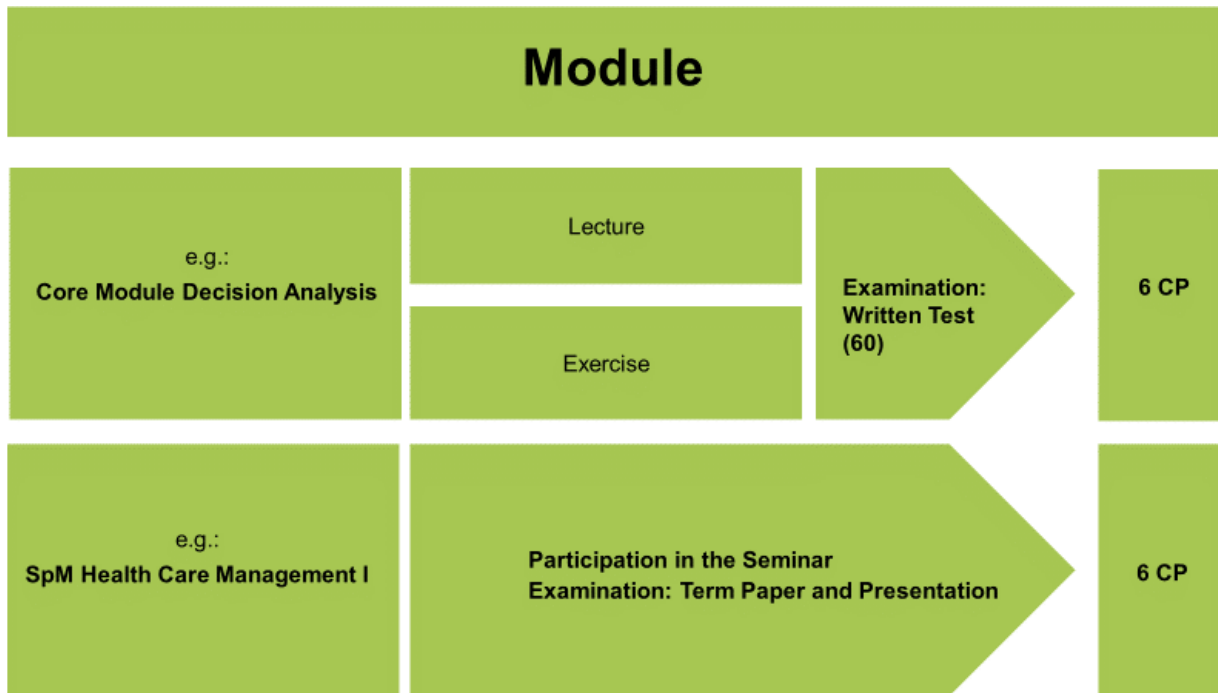 Module
e.g.:
Core Module Decision Analysis
Lecture
Exercise
Examination:
Written Test
(60)
6 CP
e.g.:
SpM Health Care Management I
Participation in the Seminar
Examination: Term Paper and Presentation
6 CP